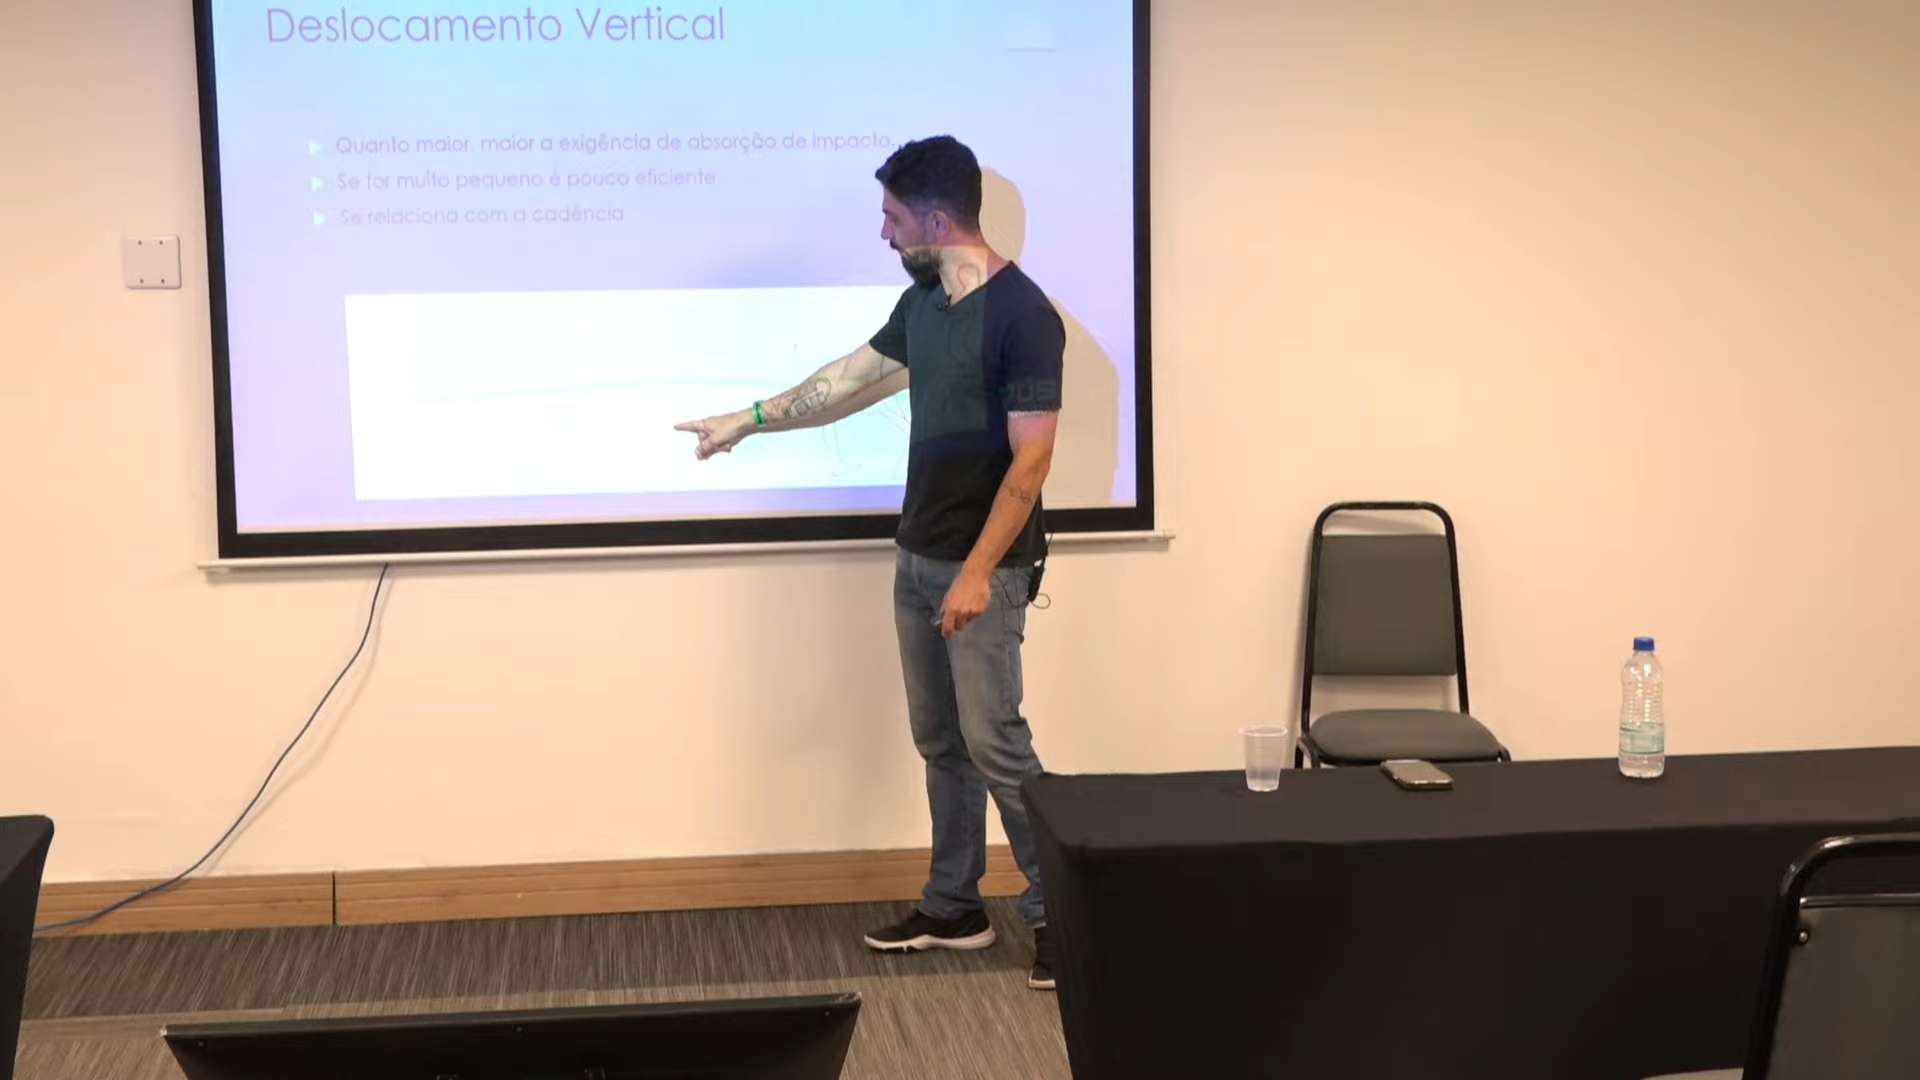 Deslocamento Vertical
Quanto maior, maior a exigência de absorção de impacto.
Se for muito pequeno é pouco eficiente.
Se relaciona com a cadência